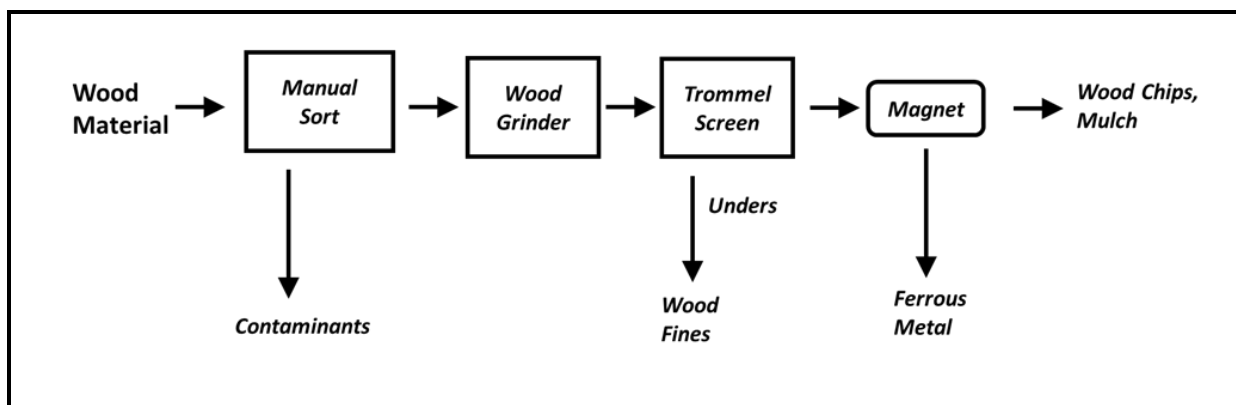 Wood
Material
Manual
Sort
Wood
Grinder
Trommel
Screen
Magnet
Wood Chips,
Mulch
Unders
Contaminants
Wood
Fines
Ferrous
Metal